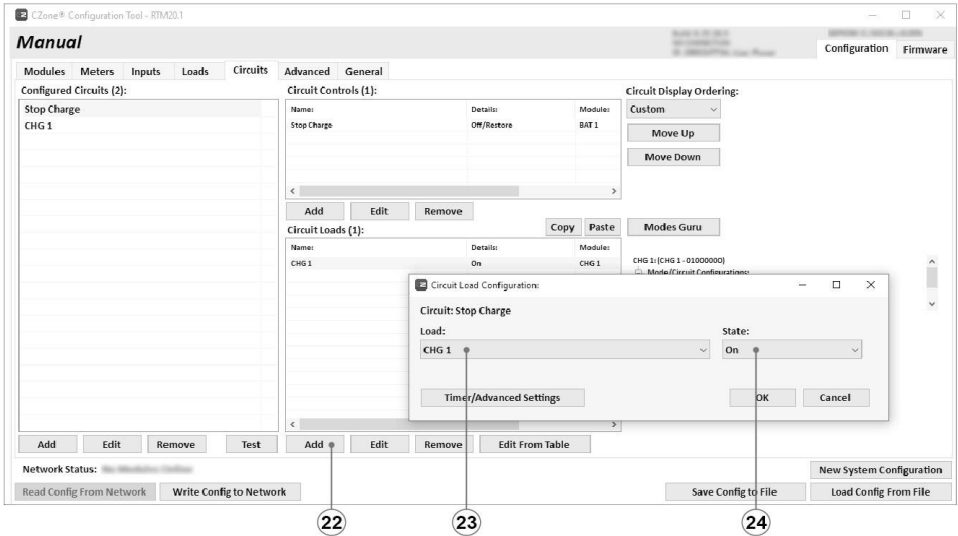 CZone® Configuration Tool - RTM20.1
Manual
Configuration Firmware
Modules Meters Inputs Loads Circuits Advanced General
Configured Circuits (2):
Stop Charge
CHG 1
Circuit Controls (1):
Name: Details: Module:
Stop Charge Off/Restore BAT 1
Add Edit Remove
Circuit Display Ordering:
Custom
Move Up
Move Down
Circuit Loads (1):
Copy Paste
Modes Guru
Name: Details: Module:
CHG 1 On CHG 1
CHG 1: (CHG 1 - 01000000)
Mode/Circuit Configurations:
Circuit Load Configuration:
Circuit: Stop Charge
Load:
CHG 1
State:
On
Timer/Advanced Settings
OK Cancel
Add Edit Remove Test
Add Edit Remove Edit From Table
Network Status:
New System Configuration
Read Config From Network Write Config to Network
Save Config to File Load Config From File
22 23 24